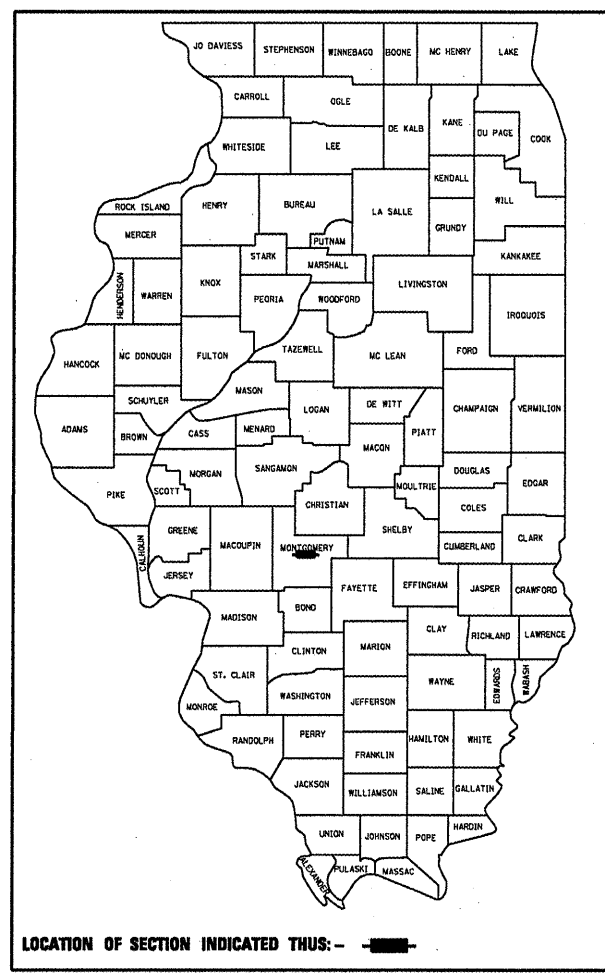 JO DAVIESS
STEPHENSON
WINNEBAGO
BOONE
MC HENRY
LAKE
CARROLL
OGLE
DE KALB
KANE
DU PAGE
COOK
WHITESIDE
LEE
KENDALL
WILL
ROCK ISLAND
HENRY
BUREAU
LA SALLE
GRUNDY
MERCER
PUTNAM
STARK
MARSHALL
KANKAKEE
HENDERSON
WARREN
KNOX
PEORIA
WOODFORD
LIVINGSTON
IROQUOIS
HANCOCK
MC DONOUGH
FULTON
TAZEWELL
MC LEAN
FORD
SCHUYLER
MASON
LOGAN
DE WITT
CHAMPAIGN
VERMILION
ADAMS
BROWN
CASS
MENARD
MACON
PIATT
PIKE
SCOTT
MORGAN
SANGAMON
CHRISTIAN
MOULTRIE
DOUGLAS
COLES
EDGAR
CALHOUN
GREENE
MACOUPIN
MONTGOMERY
SHELBY
CUMBERLAND
CLARK
JERSEY
FAYETTE
EFFINGHAM
JASPER
CRAWFORD
MADISON
BOND
CLINTON
MARION
CLAY
RICHLAND
LAWRENCE
ST. CLAIR
WASHINGTON
JEFFERSON
WAYNE
EDWARDS
WABASH
MONROE
RANDOLPH
PERRY
FRANKLIN
HAMILTON
WHITE
JACKSON
WILLIAMSON
SALINE
GALLATIN
UNION
JOHNSON
POPE
HARDIN
ALEXANDER
PULASKI
MASSAC
LOCATION OF SECTION INDICATED THUS:-